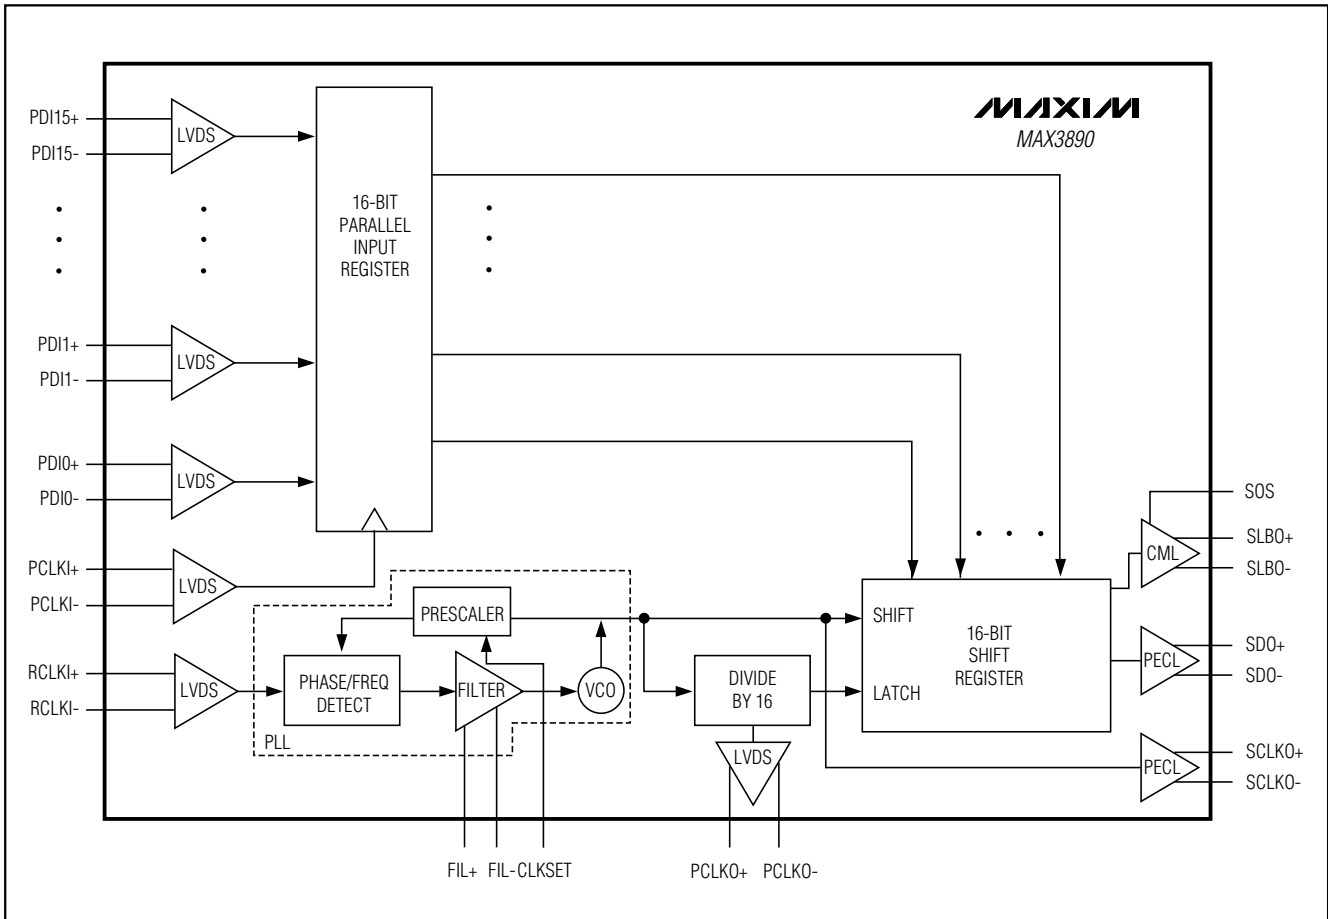 MAXIM
MAX3890
PDI15+
PDI15-
LVDS
16-BIT
PARALLEL
INPUT
REGISTER
PDI1+
PDI1-
LVDS
PDI0+
PDI0-
LVDS
PCLKI+
PCLKI-
LVDS
RCLKI+
RCLKI-
LVDS
PRESCALER
PHASE/FREQ
DETECT
FILTER
VCO
PLL
DIVIDE
BY 16
LVDS
SHIFT
LATCH
16-BIT
SHIFT
REGISTER
CML
SOS
SLBO+
SLBO-
PECL
SDO+
SDO-
PECL
SCLKO+
SCLKO-
FIL+
FIL-
CLKSET
PCLKO+
PCLKO-